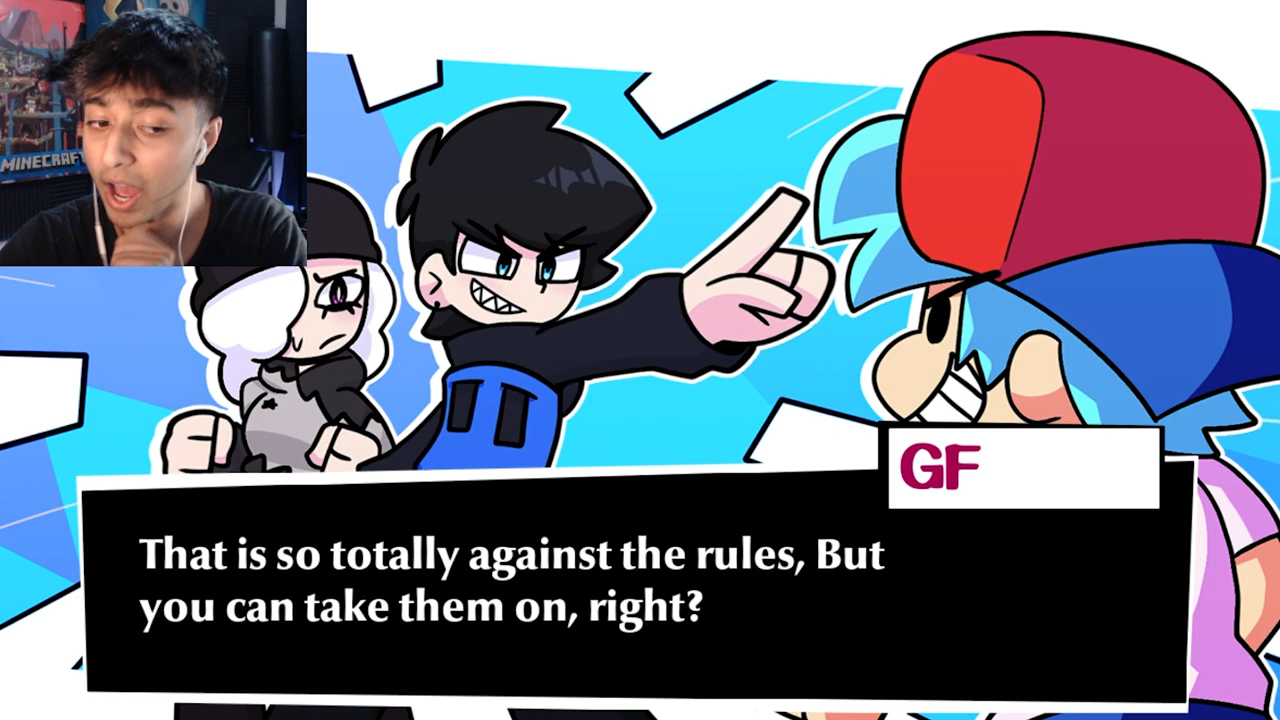 MINECRAFT
GF
That is so totally against the rules, But
you can take them on, right?